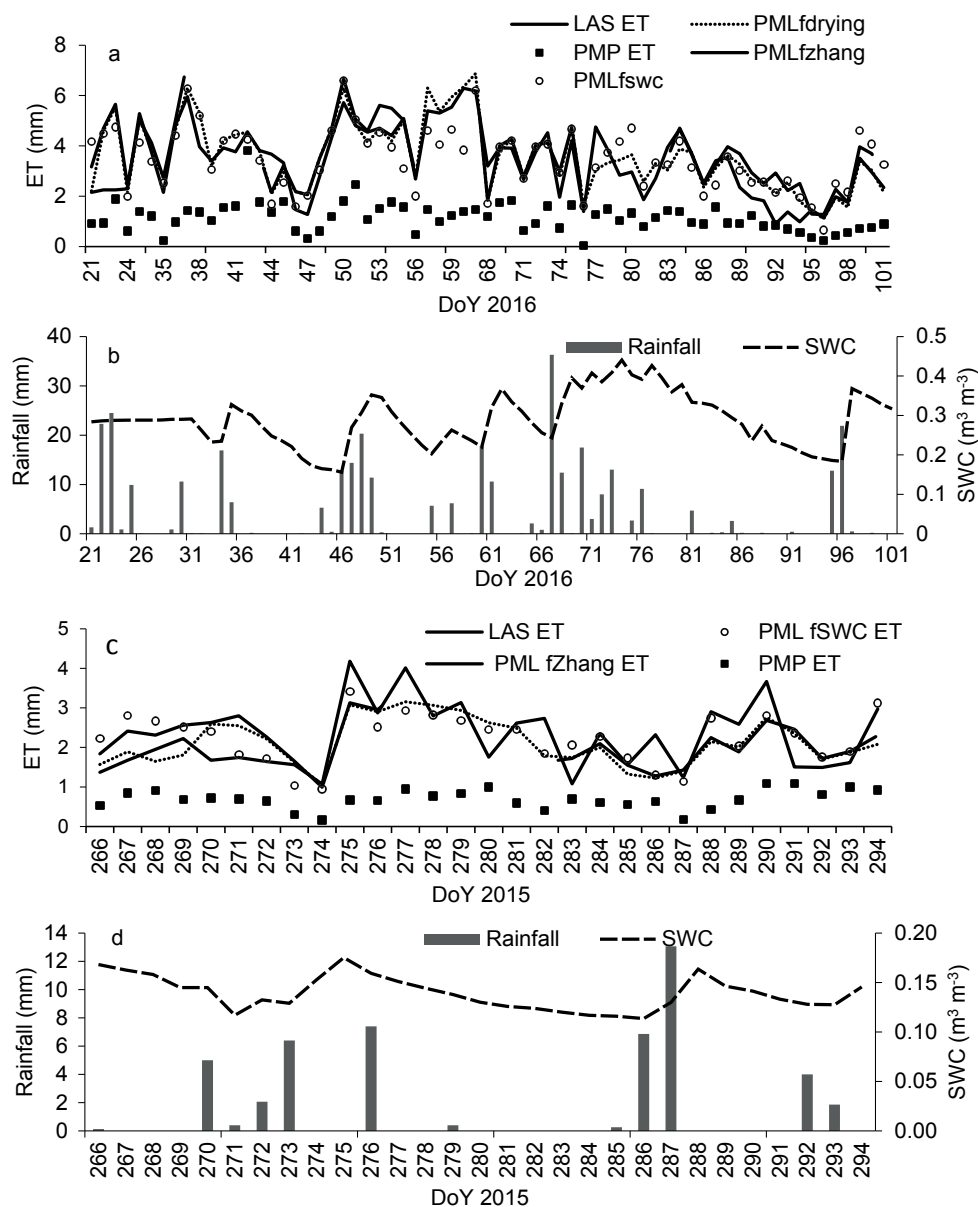 a
LAS ET
PMLfdrying
PMP ET
PMLfzhang
PMLfswc
ET (mm)
8
6
4
2
0
21 24 35 38 41 44 47 50 53 56 59 68 71 74 77 80 83 86 89 92 95 98 101
DoY 2016
b
Rainfall
SWC
Rainfall (mm)
40
30
20
10
0
SWC (m³ m⁻³)
0.5
0.4
0.3
0.2
0.1
0
21 26 31 36 41 46 51 56 61 66 71 76 81 86 91 96 101
DoY 2016
c
LAS ET
PML fSWC ET
PML fZhang ET
PMP ET
ET (mm)
5
4
3
2
1
0
266 267 268 269 270 271 272 273 274 275 276 277 278 279 280 281 282 283 284 285 286 287 288 289 290 291 292 293 294
DoY 2015
d
Rainfall
SWC
Rainfall (mm)
14
12
10
8
6
4
2
0
SWC (m³ m⁻³)
0.20
0.15
0.10
0.05
0.00
266 267 268 269 270 271 272 273 274 275 276 277 278 279 280 281 282 283 284 285 286 287 288 289 290 291 292 293 294
DoY 2015